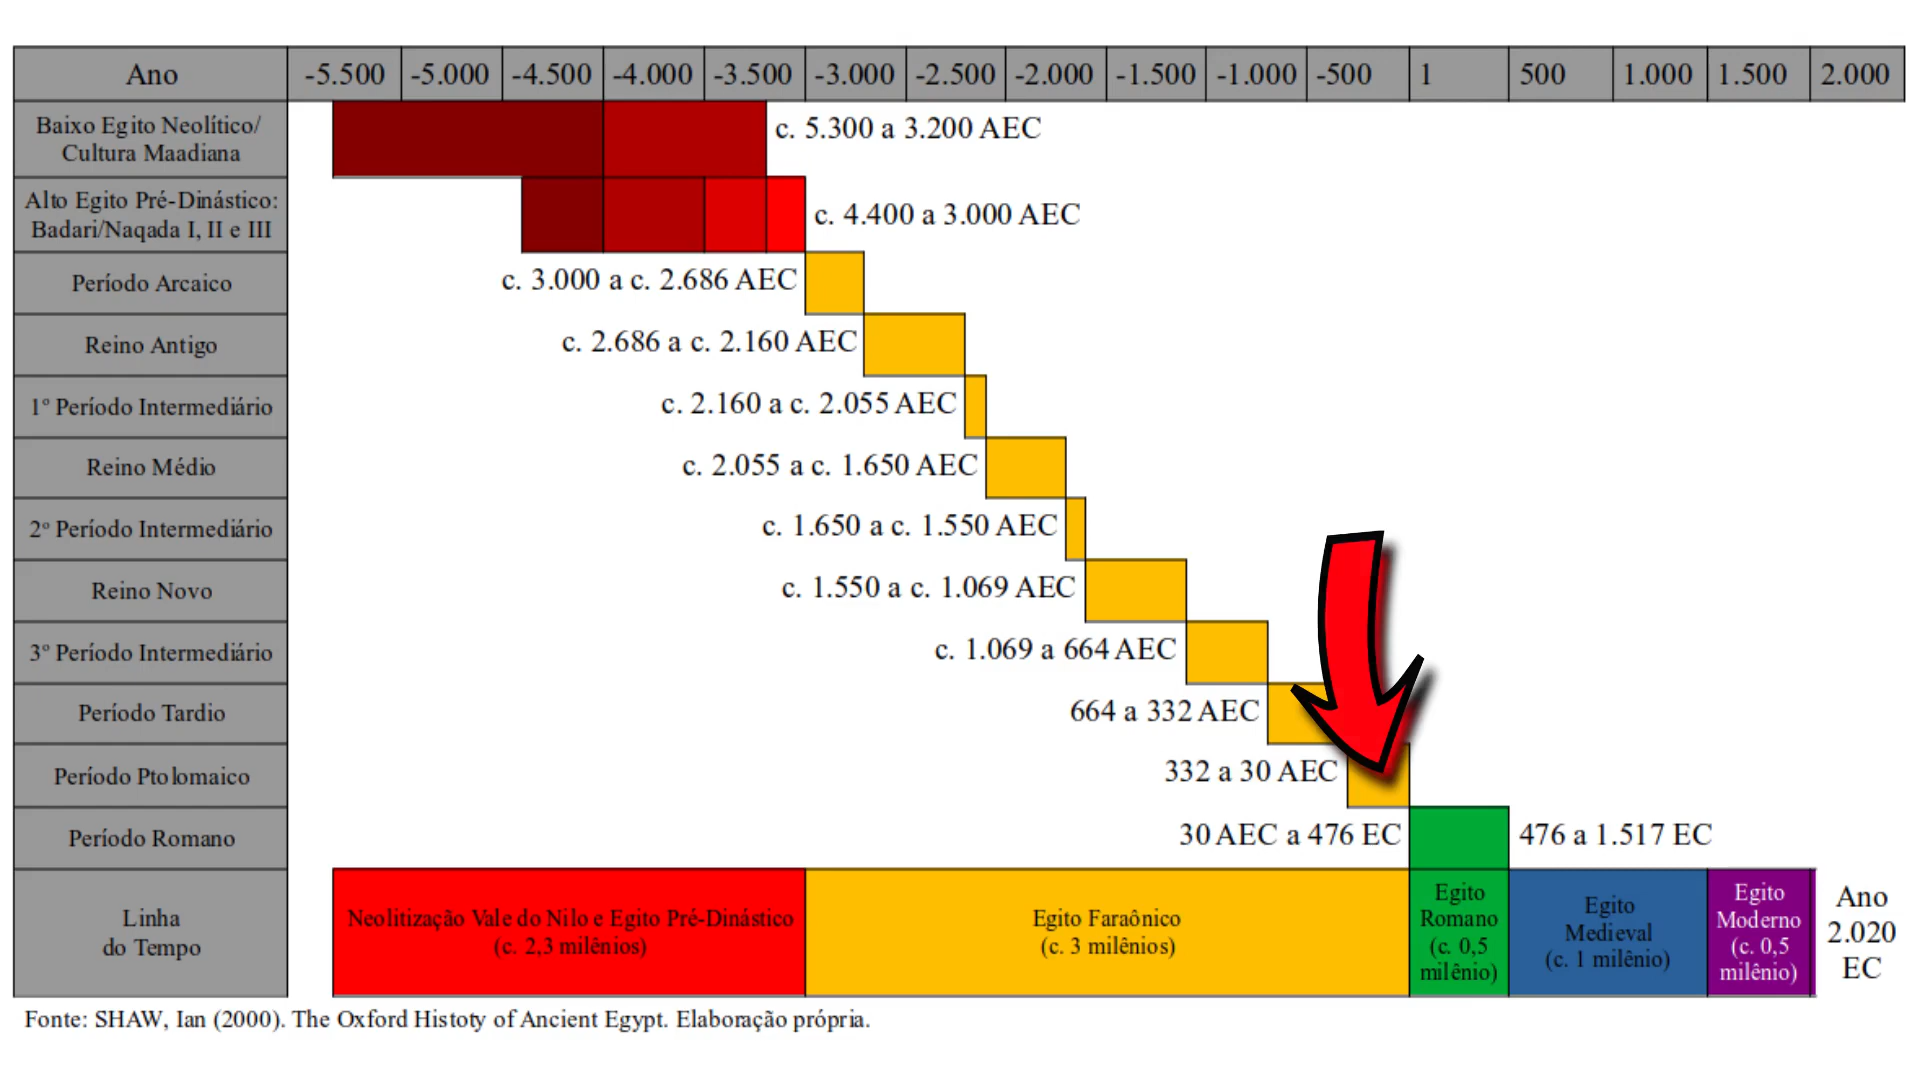 Ano -5.500 -5.000 -4.500 -4.000 -3.500 -3.000 -2.500 -2.000 -1.500 -1.000 -500 1 500 1.000 1.500 2.000
Baixo Egito Neolítico/
Cultura Maadiana
c. 5.300 a 3.200 AEC
Alto Egito Pré-Dinástico:
Badari/Naqada I, II e III
c. 4.400 a 3.000 AEC
Período Arcaico
c. 3.000 a c. 2.686 AEC
Reino Antigo
c. 2.686 a c. 2.160 AEC
1º Período Intermediário
c. 2.160 a c. 2.055 AEC
Reino Médio
c. 2.055 a c. 1.650 AEC
2º Período Intermediário
c. 1.650 a c. 1.550 AEC
Reino Novo
c. 1.550 a c. 1.069 AEC
3º Período Intermediário
c. 1.069 a 664 AEC
Período Tardio
664 a 332 AEC
Período Ptolomaico
332 a 30 AEC
Período Romano
30 AEC a 476 EC
476 a 1.517 EC
Linha
do Tempo
Neolitização Vale do Nilo e Egito Pré-Dinástico
(c. 2,3 milênios)
Egito Faraônico
(c. 3 milênios)
Egito
Romano
(c. 0,5
milênio)
Egito
Medieval
(c. 1 milênio)
Egito
Moderno
(c. 0,5
milênio)
Ano
2.020
EC
Fonte: SHAW, Ian (2000). The Oxford Histoty of Ancient Egypt. Elaboração própria.